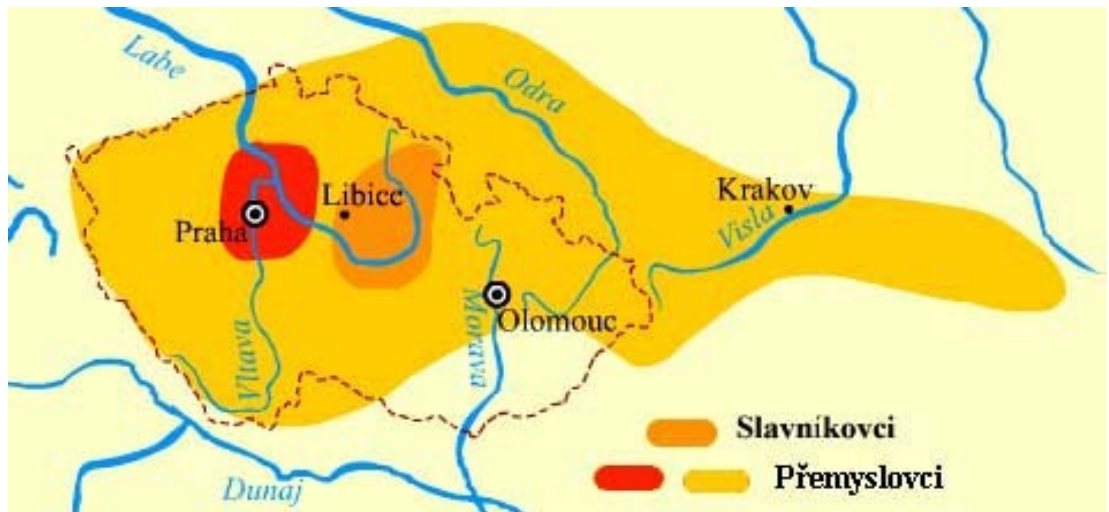 Labe
Odra
Krakov
Libice
Praha
Visla
Olomouc
Morava
Vltava
Slavníkovci
Přemyslovci
Dunaj